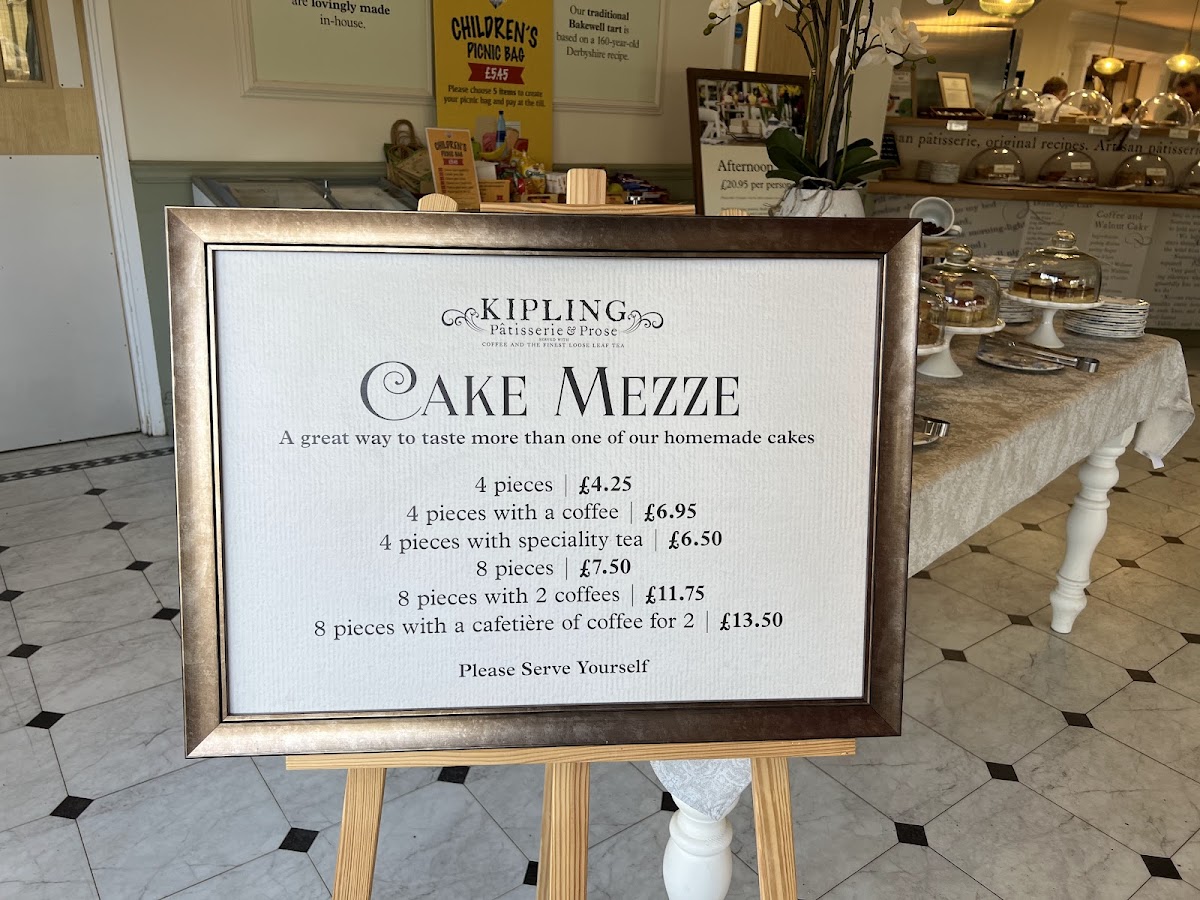 are lovingly made
in-house.
CHILDREN'S
PICNIC BAG
£5.45
Please choose 5 items to create
your picnic bag and pay at the till.
Our traditional
Bakewell tart is
based on a 160-year-old
Derbyshire recipe.
CHILDREN'S
PICNIC BAG
Afternoon
£20.95 per person
an pâtisserie, original recipes. Artisan pâtisserie,
Coffee and
Walnut Cake
KIPLING
Pâtisserie & Prose
SERVED WITH
COFFEE AND THE FINEST LOOSE LEAF TEA
CAKE MEZZE
A great way to taste more than one of our homemade cakes
4 pieces | £4.25
4 pieces with a coffee | £6.95
4 pieces with speciality tea | £6.50
8 pieces | £7.50
8 pieces with 2 coffees | £11.75
8 pieces with a cafetière of coffee for 2 | £13.50
Please Serve Yourself